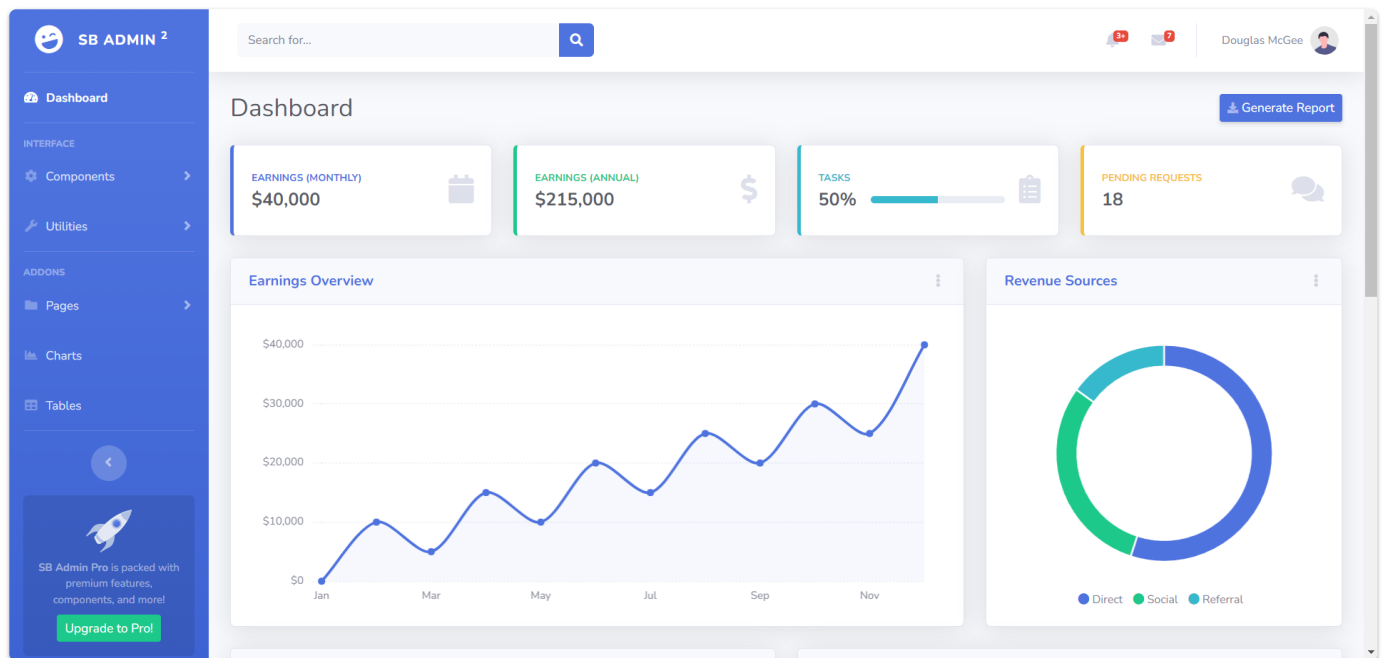 SB ADMIN 2
Search for...
3+
7
Douglas McGee
Dashboard
INTERFACE
Components
Utilities
ADDONS
Pages
Charts
Tables
SB Admin Pro is packed with
premium features,
components, and more!
Upgrade to Pro!
Dashboard
Generate Report
EARNINGS (MONTHLY)
$40,000
EARNINGS (ANNUAL)
$215,000
TASKS
50%
PENDING REQUESTS
18
Earnings Overview
$40,000
$30,000
$20,000
$10,000
$0
Jan Mar May Jul Sep Nov
Revenue Sources
Direct Social Referral